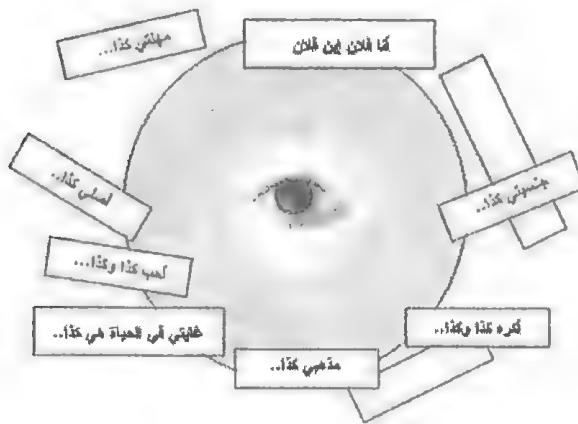 أنا فلان إبن فلان
مهنتي كذا...
جنسيتي كذا..
أصلي كذا..
أحب كذا وكذا...
أكره كذا وكذا..
غايتي في الحياة هي كذا..
مذهبي كذا..